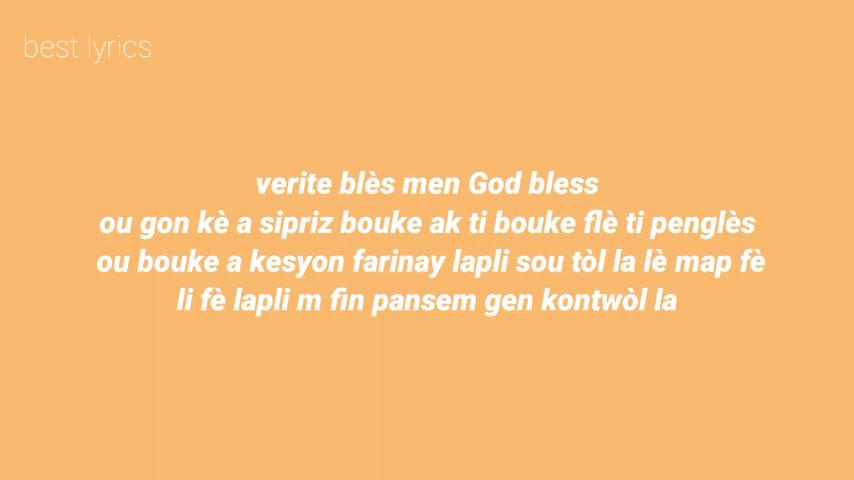 best lyrics
verite blès men God bless
ou gon kè a sipriz bouke ak ti bouke flè ti penglès
ou bouke a kesyon farinay lapli sou tòl la lè map fè
li fè lapli m fin pansem gen kontwòl la